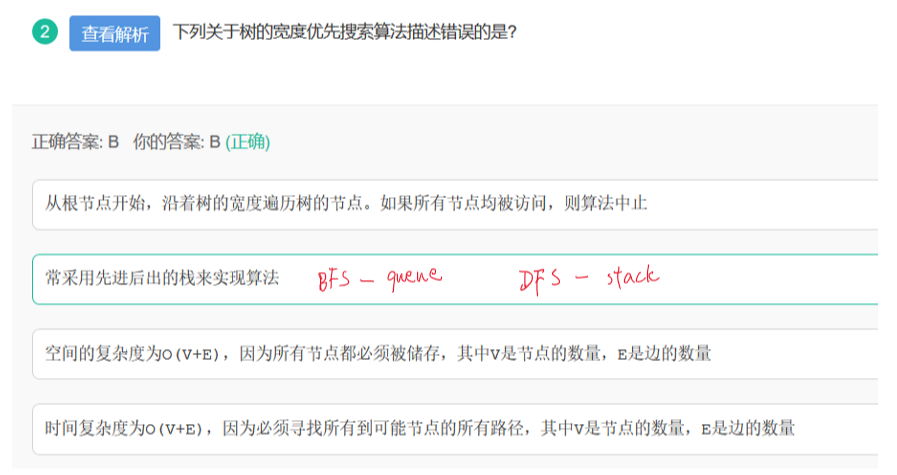 2 查看解析 下列关于树的宽度优先搜索算法描述错误的是?
正确答案: B 你的答案: B (正确)
从根节点开始，沿着树的宽度遍历树的节点。如果所有节点均被访问，则算法中止
常采用先进后出的栈来实现算法 BFS - queue DFS - stack
空间的复杂度为O(V+E)，因为所有节点都必须被储存，其中V是节点的数量，E是边的数量
时间复杂度为O(V+E)，因为必须寻找所有到可能节点的所有路径，其中V是节点的数量，E是边的数量